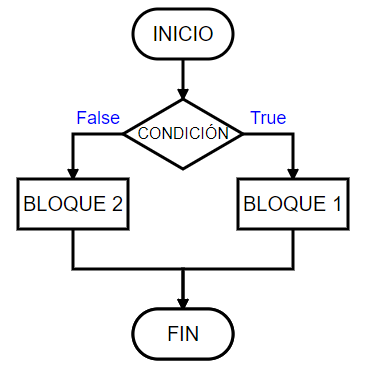 INICIO
False
True
CONDICIÓN
BLOQUE 2
BLOQUE 1
FIN